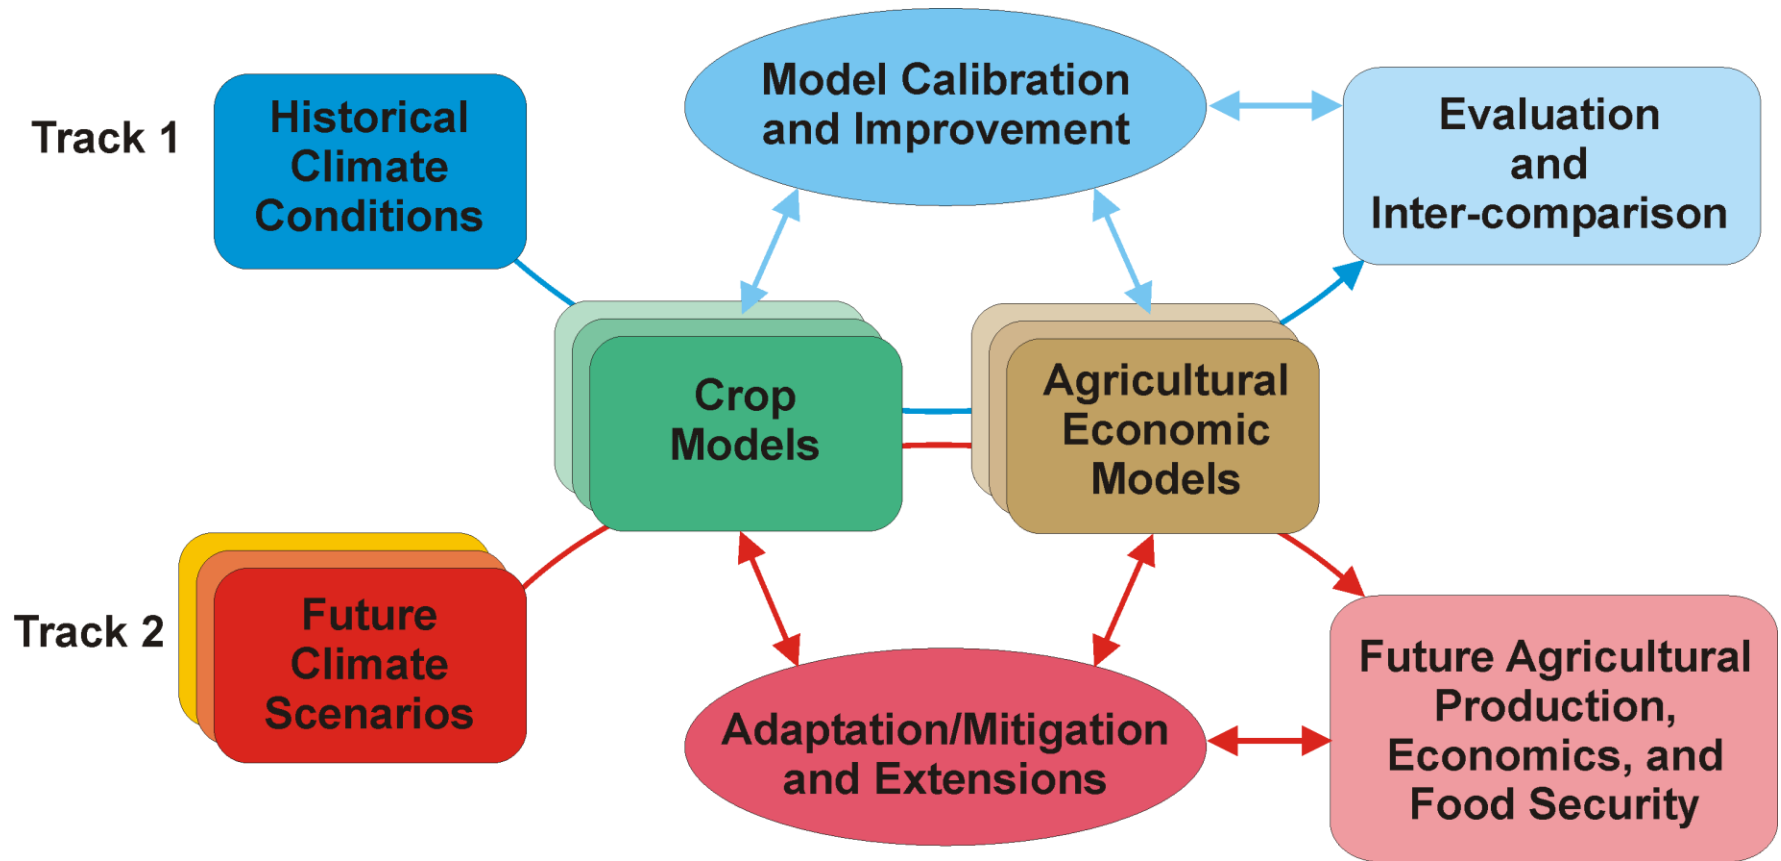 Track 1
Historical
Climate
Conditions
Model Calibration
and Improvement
Evaluation
and
Inter-comparison
Crop
Models
Agricultural
Economic
Models
Track 2
Future
Climate
Scenarios
Adaptation/Mitigation
and Extensions
Future Agricultural
Production,
Economics, and
Food Security